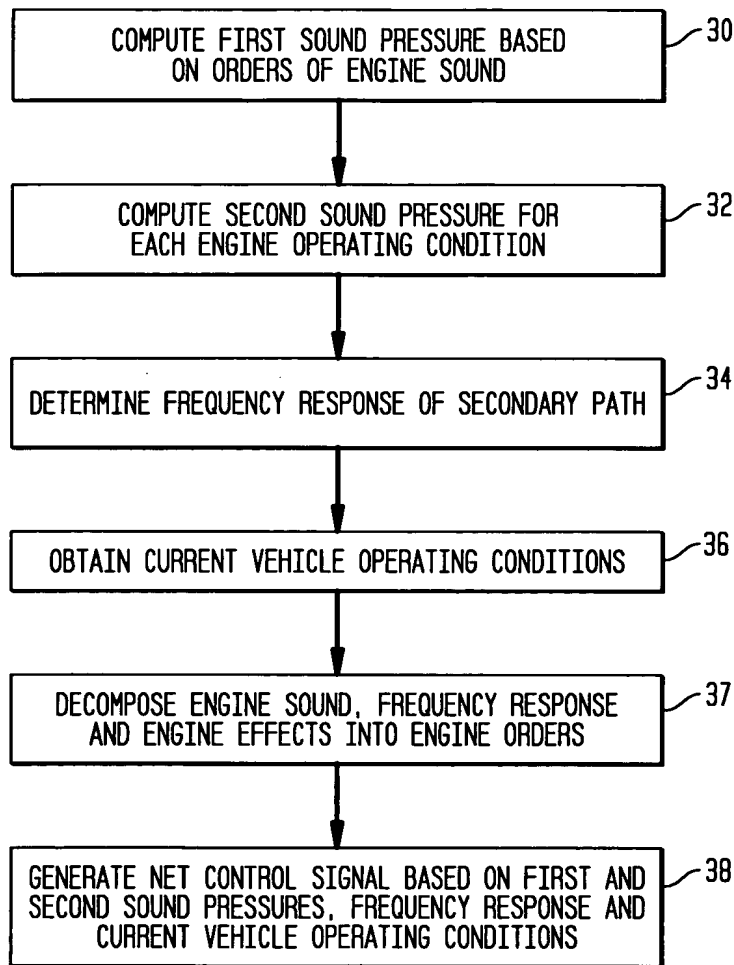 COMPUTE FIRST SOUND PRESSURE BASED
ON ORDERS OF ENGINE SOUND
30
COMPUTE SECOND SOUND PRESSURE FOR
EACH ENGINE OPERATING CONDITION
32
DETERMINE FREQUENCY RESPONSE OF SECONDARY PATH
34
OBTAIN CURRENT VEHICLE OPERATING CONDITIONS
36
DECOMPOSE ENGINE SOUND, FREQUENCY RESPONSE
AND ENGINE EFFECTS INTO ENGINE ORDERS
37
GENERATE NET CONTROL SIGNAL BASED ON FIRST AND
SECOND SOUND PRESSURES, FREQUENCY RESPONSE AND
CURRENT VEHICLE OPERATING CONDITIONS
38